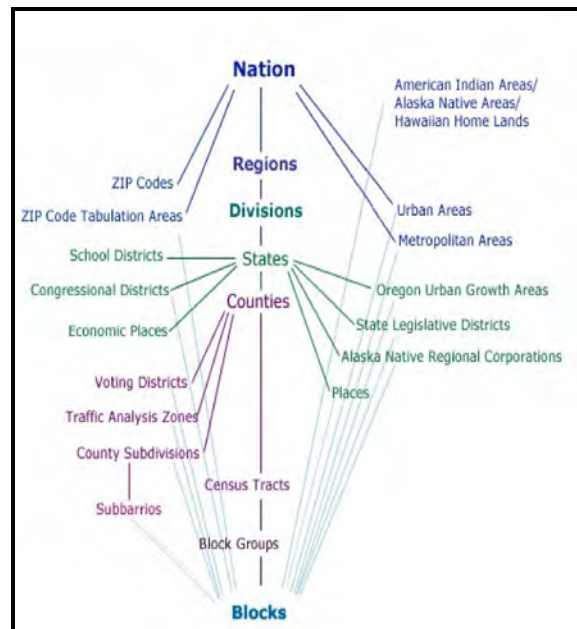 Nation
American Indian Areas/
Alaska Native Areas/
Hawaiian Home Lands
Regions
ZIP Codes
Divisions
ZIP Code Tabulation Areas
Urban Areas
Metropolitan Areas
School Districts
States
Congressional Districts
Oregon Urban Growth Areas
Counties
State Legislative Districts
Economic Places
Alaska Native Regional Corporations
Voting Districts
Places
Traffic Analysis Zones
County Subdivisions
Census Tracts
Subbarrios
Block Groups
Blocks